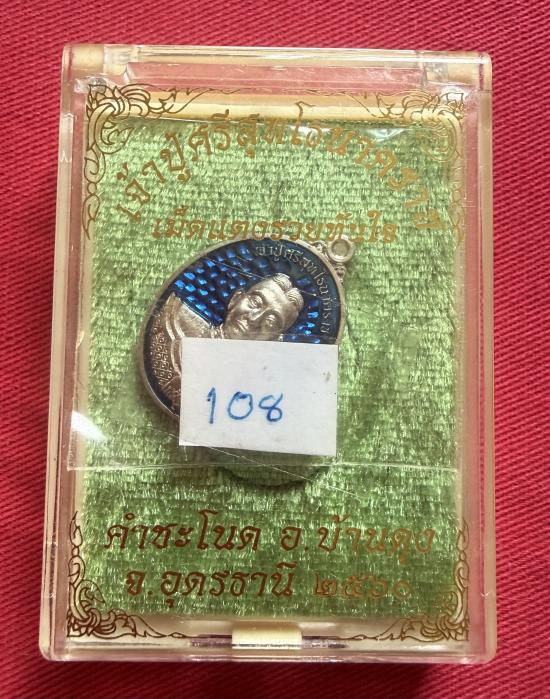 เจ้าปู่ศรีสุทโธนาคราช
เม็ดแตงรวยทันใจ
เจ้าปู่ศรีสุทโธนาคราช
108
คำชะโนด อ.บ้านดุง
จ.อุดรธานี ๒๕๖๐